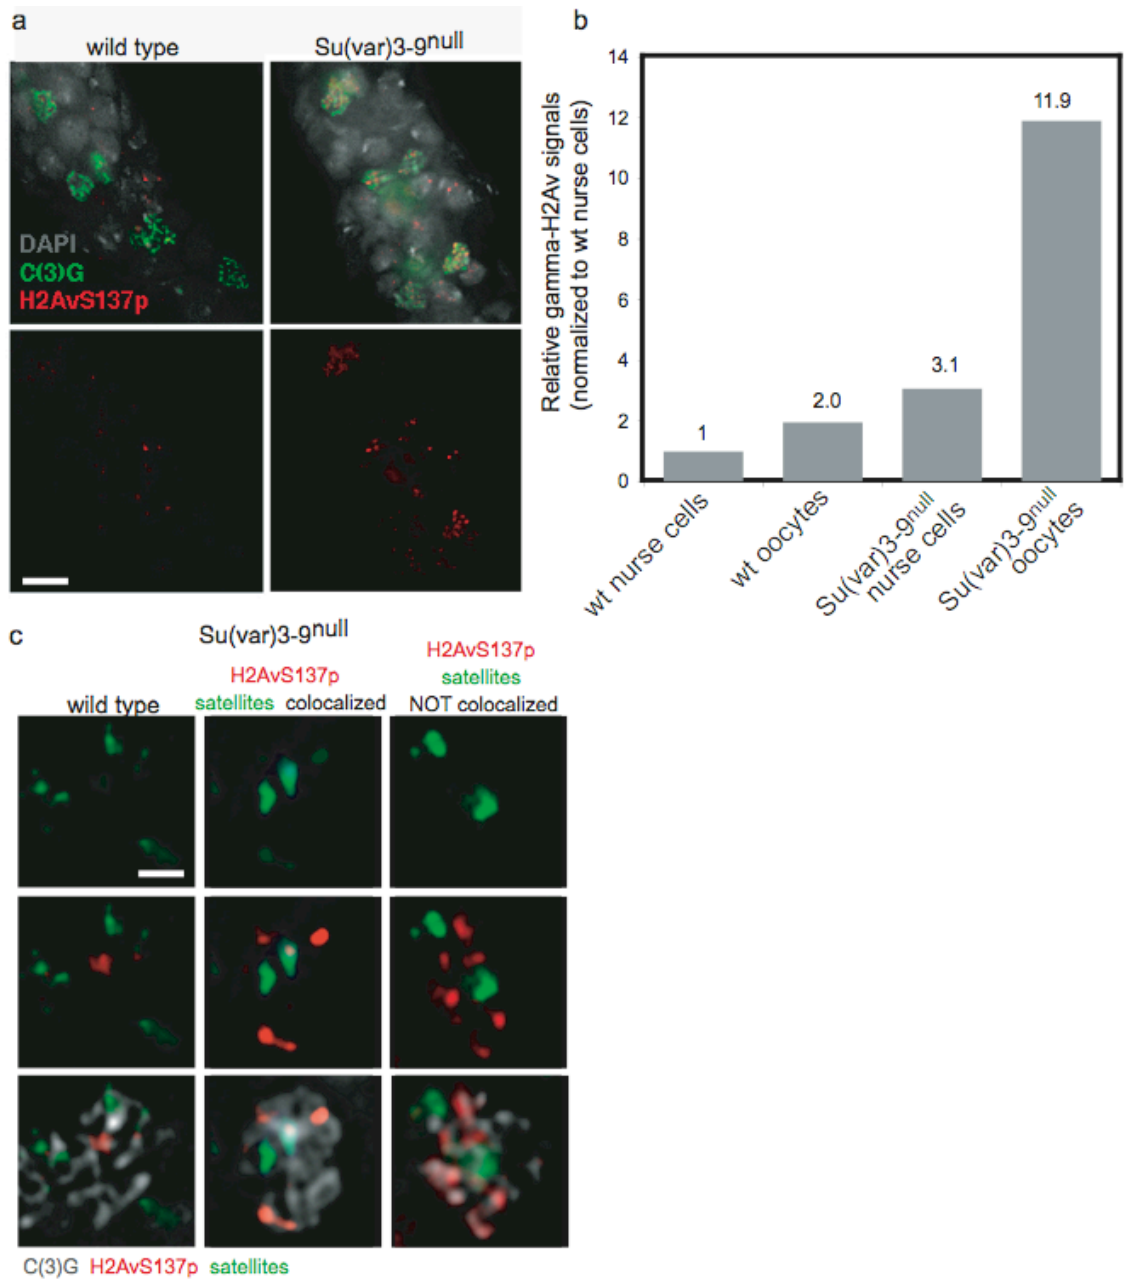 a
wild type
Su(var)3-9null
DAPI
C(3)G
H2AvS137p
b
Relative gamma-H2Av signals
(normalized to wt nurse cells)
14
12
10
8
6
4
2
0
1
2.0
3.1
11.9
wt nurse cells
wt oocytes
Su(var)3-9null
nurse cells
Su(var)3-9null
oocytes
c
Su(var)3-9null
wild type
H2AvS137p
satellites colocalized
H2AvS137p
satellites
NOT colocalized
C(3)G H2AvS137p satellites